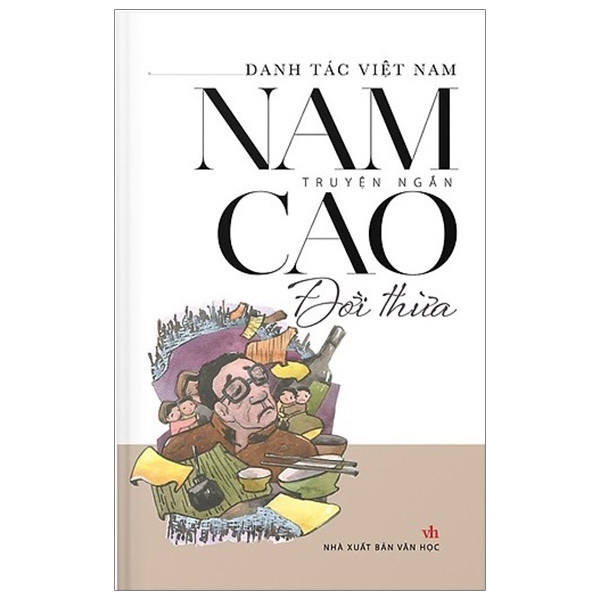 DANH TÁC VIỆT NAM
NAM
TRUYỆN NGẮN
CAO
Đời thừa
vh
NHÀ XUẤT BẢN VĂN HỌC